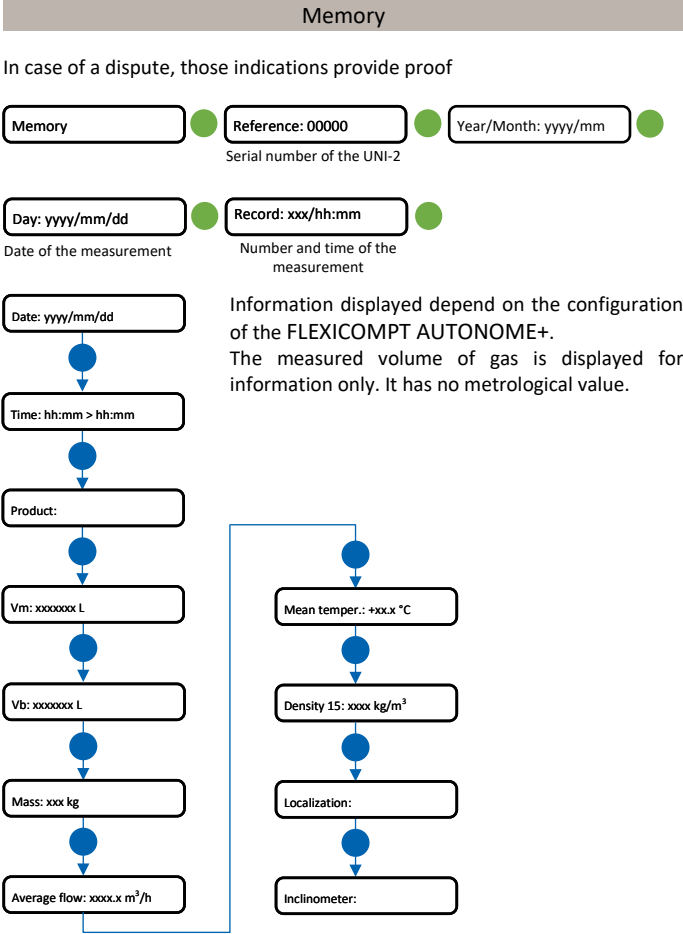 Memory
In case of a dispute, those indications provide proof
Memory
Reference: 00000
Year/Month: yyyy/mm
Serial number of the UNI-2
Day: yyyy/mm/dd
Record: xxx/hh:mm
Date of the measurement
Number and time of the
measurement
Information displayed depend on the configuration
of the FLEXICOMPT AUTONOME+.
The measured volume of gas is displayed for
information only. It has no metrological value.
Date: yyyy/mm/dd
Time: hh:mm > hh:mm
Product:
Vm: xxxxxxx L
Vb: xxxxxxx L
Mass: xxx kg
Average flow: xxxx.x m³/h
Mean temper.: +xx.x °C
Density 15: xxxx kg/m³
Localization:
Inclinometer: